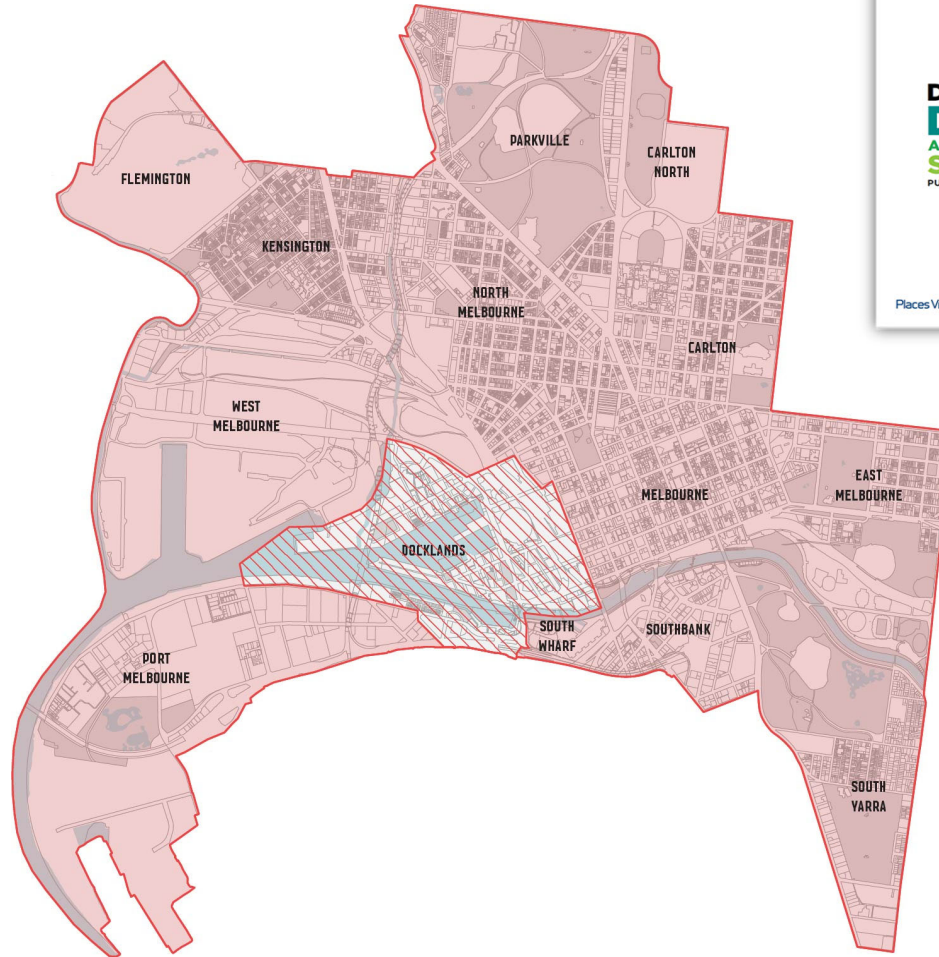 PARKVILLE
CARLTON
NORTH
FLEMINGTON
KENSINGTON
NORTH
MELBOURNE
CARLTON
WEST
MELBOURNE
EAST
MELBOURNE
MELBOURNE
DOCKLANDS
SOUTH
WHARF
SOUTHBANK
PORT
MELBOURNE
SOUTH
YARRA
Places